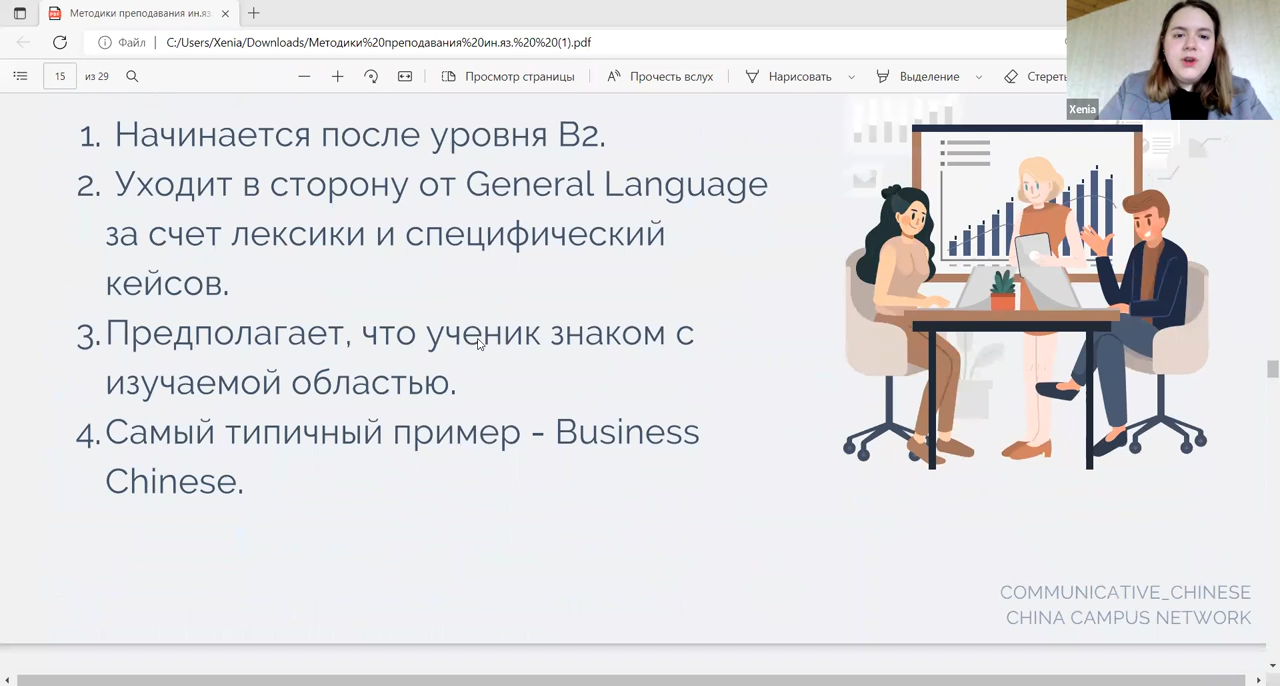 Методики преподавания ин.яз.
Файл
C:/Users/Xenia/Downloads/Методики%20преподавания%20ин.яз.%20%20(1).pdf
15 из 29
Просмотр страницы
Прочесть вслух
Нарисовать
Выделение
Стереть
Xenia
1. Начинается после уровня B2.
2. Уходит в сторону от General Language
за счет лексики и специфический
кейсов.
3. Предполагает, что ученик знаком с
изучаемой областью.
4. Самый типичный пример - Business
Chinese.
COMMUNICATIVE_CHINESE
CHINA CAMPUS NETWORK